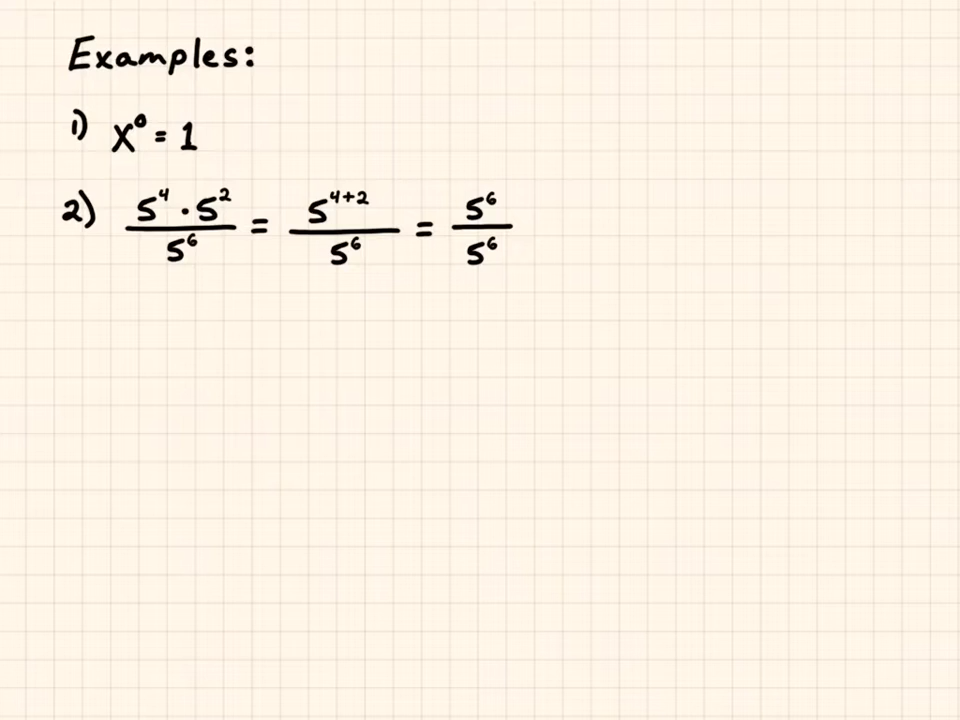 Examples:
1) x⁰ = 1
2) 5⁴ · 5² / 5⁶ = 5⁴⁺² / 5⁶ = 5⁶ / 5⁶